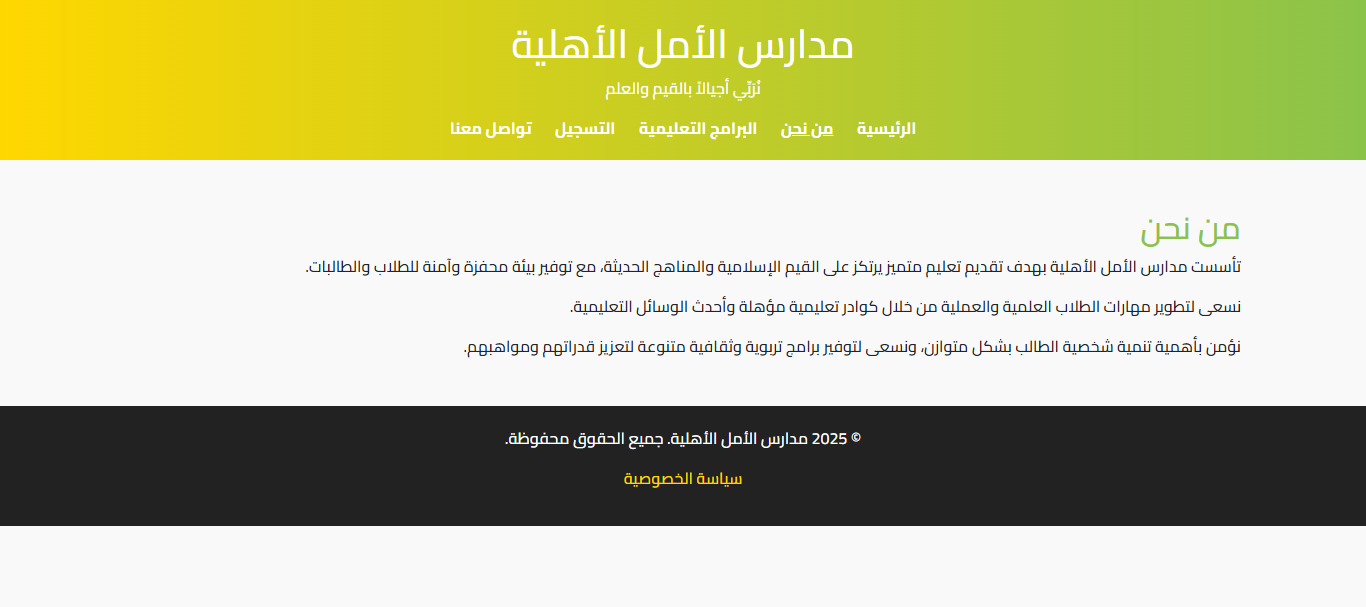 مدارس الأمل الأهلية
نُرَبّي أجيالاً بالقيم والعلم
الرئيسية من نحن البرامج التعليمية التسجيل تواصل معنا
من نحن
تأسست مدارس الأمل الأهلية بهدف تقديم تعليم متميز يرتكز على القيم الإسلامية والمناهج الحديثة، مع توفير بيئة محفزة وآمنة للطلاب والطالبات.
نسعى لتطوير مهارات الطلاب العلمية والعملية من خلال كوادر تعليمية مؤهلة وأحدث الوسائل التعليمية.
نؤمن بأهمية تنمية شخصية الطالب بشكل متوازن، ونسعى لتوفير برامج تربوية وثقافية متنوعة لتعزيز قدراتهم ومواهبهم.
© 2025 مدارس الأمل الأهلية. جميع الحقوق محفوظة.
سياسة الخصوصية